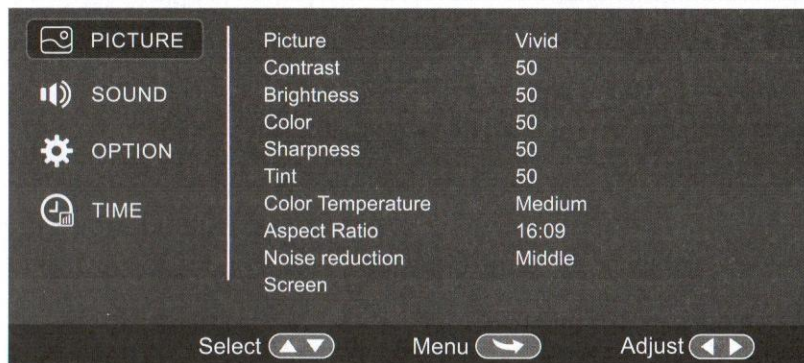 PICTURE
SOUND
OPTION
TIME
Picture Vivid
Contrast 50
Brightness 50
Color 50
Sharpness 50
Tint 50
Color Temperature Medium
Aspect Ratio 16:09
Noise reduction Middle
Screen
Select Menu Adjust